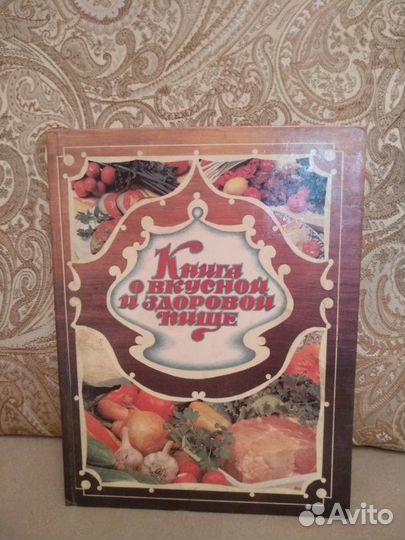 Книга
о вкусной
и здоровой
пище
Avito